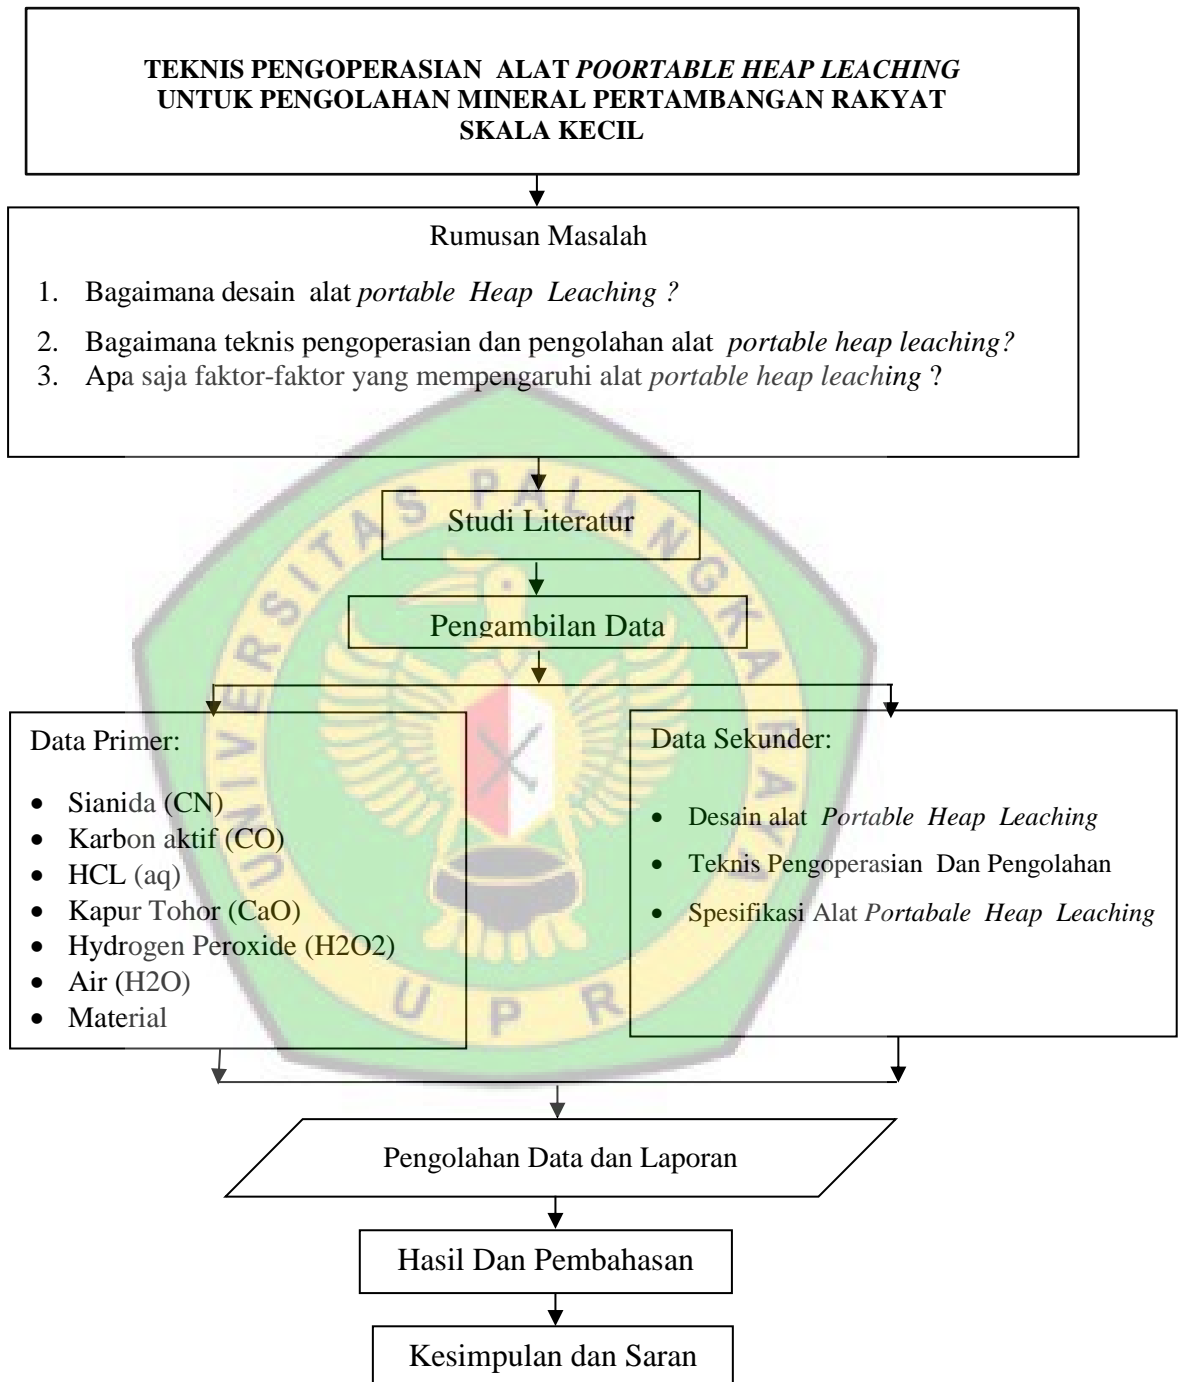 TEKNIS PENGOPERASIAN ALAT POORTABLE HEAP LEACHING
UNTUK PENGOLAHAN MINERAL PERTAMBANGAN RAKYAT
SKALA KECIL
Rumusan Masalah
1. Bagaimana desain alat portable Heap Leaching ?
2. Bagaimana teknis pengoperasian dan pengolahan alat portable heap leaching?
3. Apa saja faktor-faktor yang mempengaruhi alat portable heap leaching ?
Studi Literatur
Pengambilan Data
Data Primer:
• Sianida (CN)
• Karbon aktif (CO)
• HCL (aq)
• Kapur Tohor (CaO)
• Hydrogen Peroxide (H2O2)
• Air (H2O)
• Material
Data Sekunder:
• Desain alat Portable Heap Leaching
• Teknis Pengoperasian Dan Pengolahan
• Spesifikasi Alat Portabale Heap Leaching
Pengolahan Data dan Laporan
Hasil Dan Pembahasan
Kesimpulan dan Saran
UNIVERSITAS PALANGKA RAYA
UPR